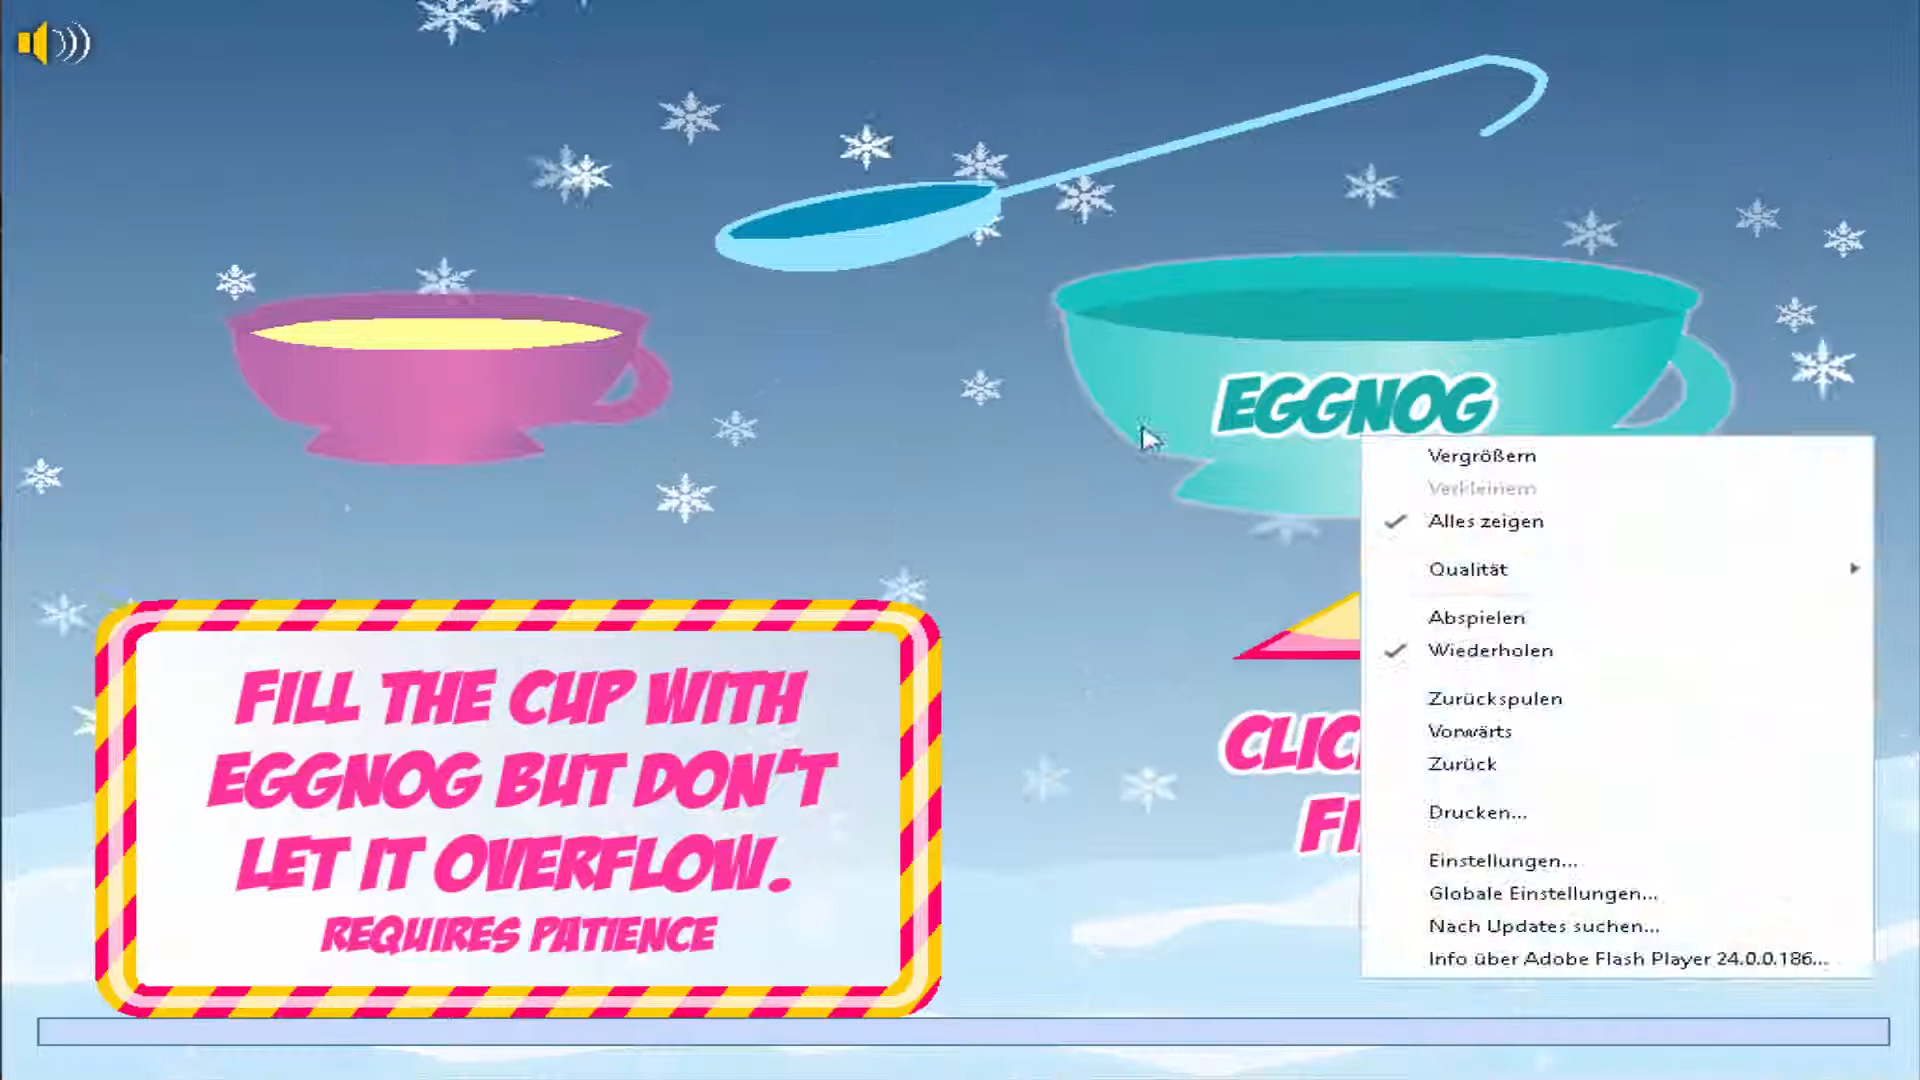 EGGNOG
FILL THE CUP WITH
EGGNOG BUT DON'T
LET IT OVERFLOW.
REQUIRES PATIENCE
Vergrößern
Verkleinern
Alles zeigen
Qualität
Abspielen
Wiederholen
Zurückspulen
Vorwärts
Zurück
Drucken...
Einstellungen...
Globale Einstellungen...
Nach Updates suchen...
Info über Adobe Flash Player 24.0.0.186...